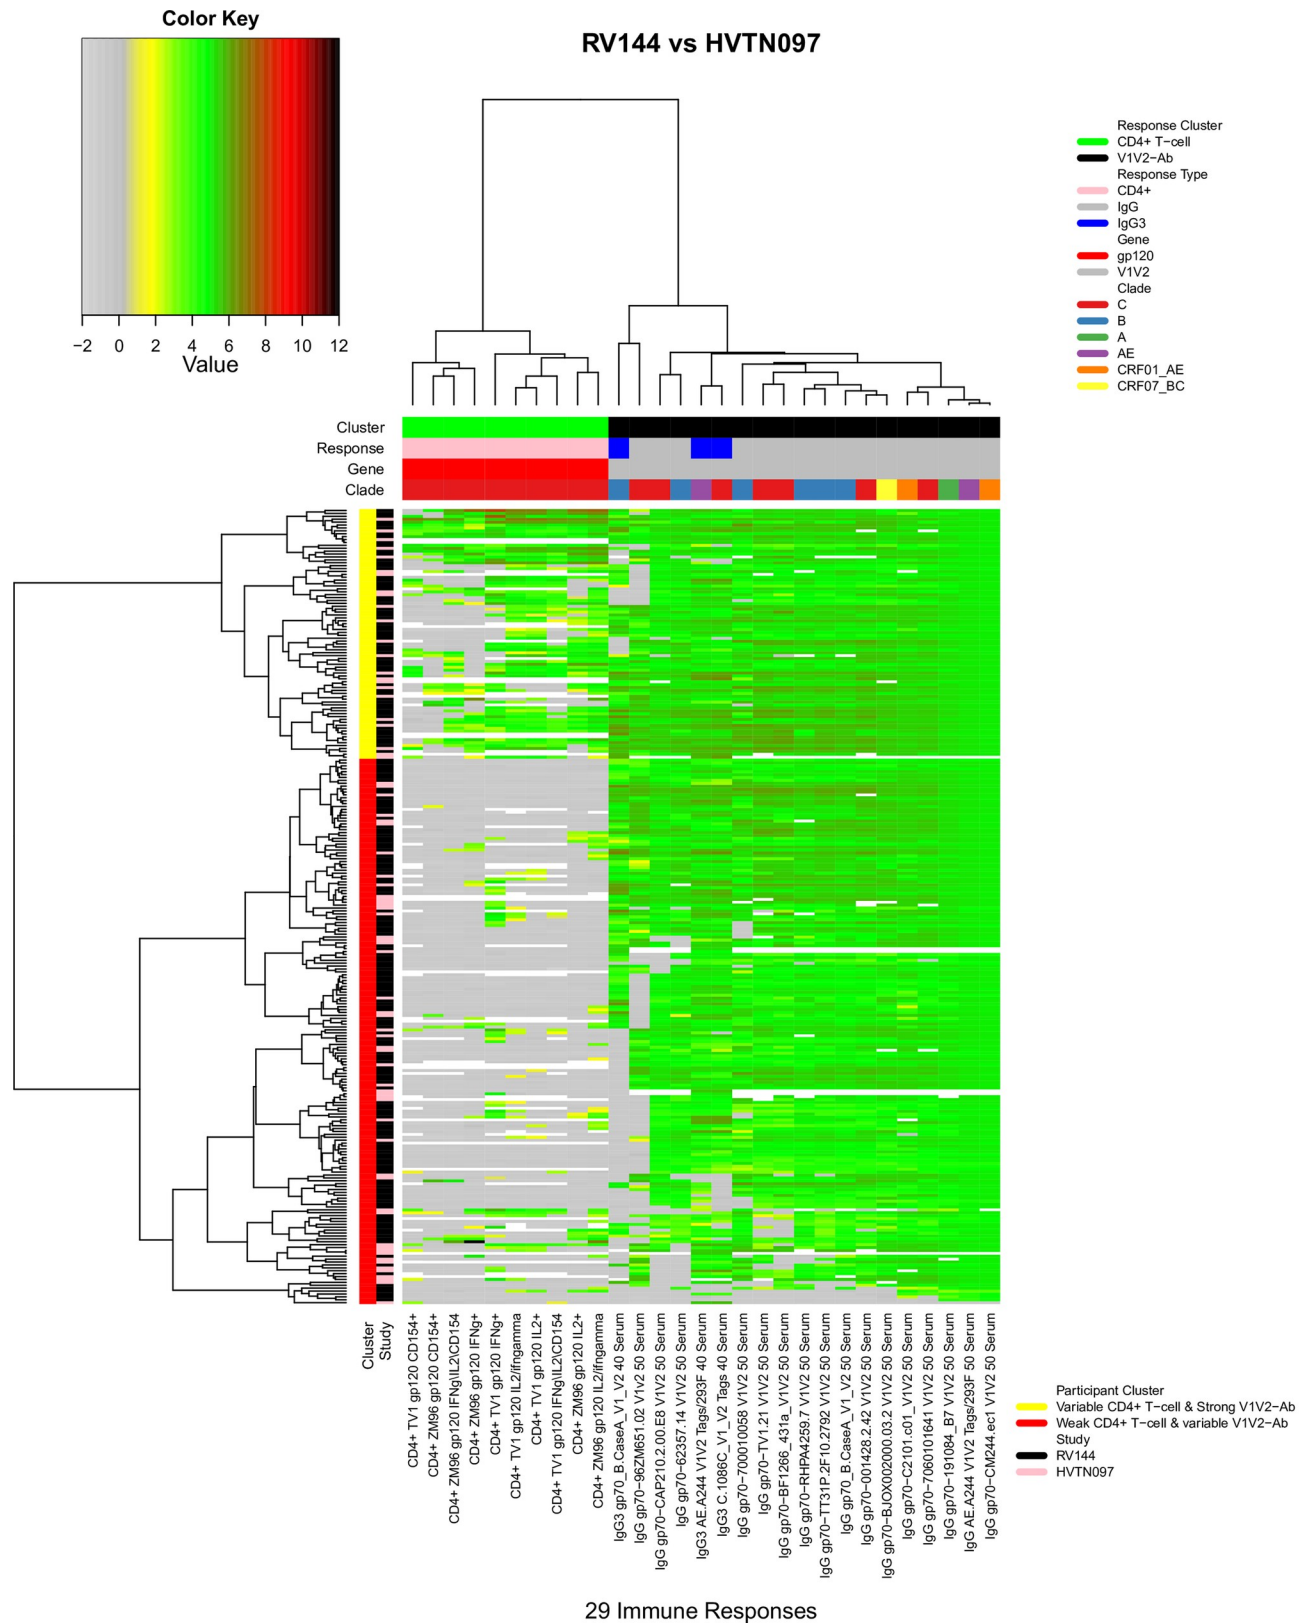 Color Key
RV144 vs HVTN097
−2 0 2 4 6 8 10 12
Value
Response Cluster
CD4+ T−cell
V1V2−Ab
Response Type
CD4+
IgG
IgG3
Gene
gp120
V1V2
Clade
C
B
A
AE
CRF01_AE
CRF07_BC
Cluster
Response
Gene
Clade
Cluster
Study
CD4+ TV1 gp120 CD154+
CD4+ ZM96 gp120 CD154+
CD4+ ZM96 gp120 IFNg\IL2\CD154
CD4+ ZM96 gp120 IFNg+
CD4+ TV1 gp120 IFNg+
CD4+ TV1 gp120 IL2/ifngamma
CD4+ TV1 gp120 IL2+
CD4+ TV1 gp120 IFNg\IL2\CD154
CD4+ ZM96 gp120 IL2+
CD4+ ZM96 gp120 IL2/ifngamma
IgG3 gp70_B.CaseA_V1_V2 40 Serum
IgG gp70−96ZM651.02 V1v2 50 Serum
IgG gp70−CAP210.2.00.E8 V1V2 50 Serum
IgG gp70−62357.14 V1V2 50 Serum
IgG3 AE.A244 V1V2 Tags 40 Serum
IgG3 C.1086C_V1_V2 Tags 40 Serum
IgG gp70−700010058 V1V2 50 Serum
IgG gp70−TV1.21 V1V2 50 Serum
IgG gp70−BF1266_431a_V1V2 50 Serum
IgG gp70−RHPA4259.7 V1V2 50 Serum
IgG gp70−TT31P.2F10.2792 V1V2 50 Serum
IgG gp70_B.CaseA_V1_V2 50 Serum
IgG gp70−001428.2.42 V1V2 50 Serum
IgG gp70−BJOX002000.03.2 V1V2 50 Serum
IgG gp70−C2101.c01_V1V2 50 Serum
IgG gp70−7060101641 V1V2 50 Serum
IgG gp70−191084_B7 V1V2 50 Serum
IgG AE.A244 V1V2 Tags/293F 50 Serum
IgG gp70−CM244.ec1 V1V2 50 Serum
Participant Cluster
Variable CD4+ T−cell & Strong V1V2−Ab
Weak CD4+ T−cell & variable V1V2−Ab
Study
RV144
HVTN097
29 Immune Responses